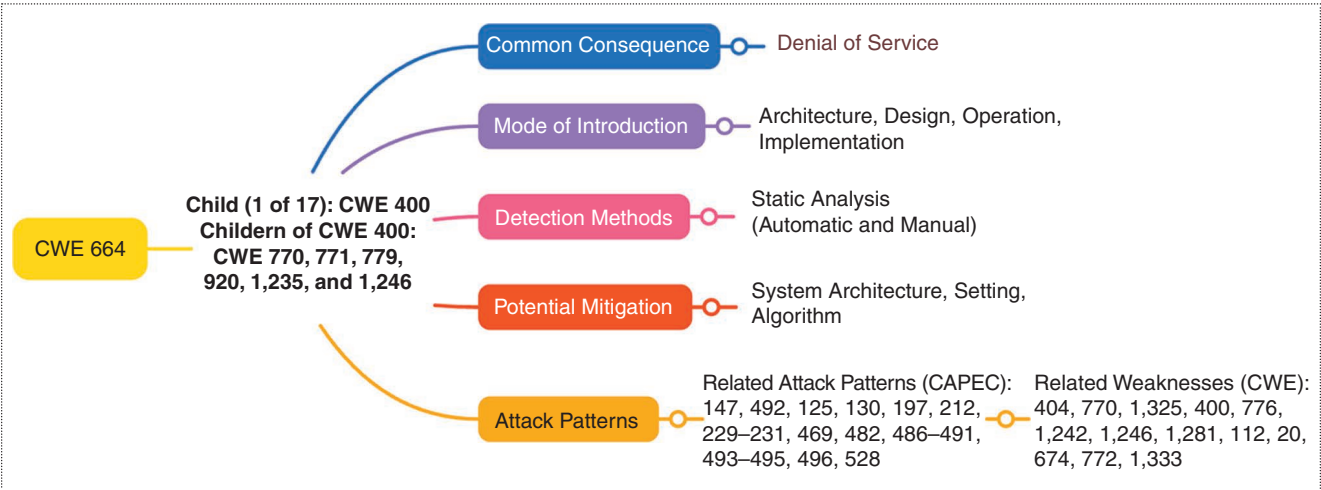 CWE 664
Child (1 of 17): CWE 400
Childern of CWE 400:
CWE 770, 771, 779,
920, 1,235, and 1,246
Common Consequence
Denial of Service
Mode of Introduction
Architecture, Design, Operation,
Implementation
Detection Methods
Static Analysis
(Automatic and Manual)
Potential Mitigation
System Architecture, Setting,
Algorithm
Attack Patterns
Related Attack Patterns (CAPEC):
147, 492, 125, 130, 197, 212,
229–231, 469, 482, 486–491,
493–495, 496, 528
Related Weaknesses (CWE):
404, 770, 1,325, 400, 776,
1,242, 1,246, 1,281, 112, 20,
674, 772, 1,333